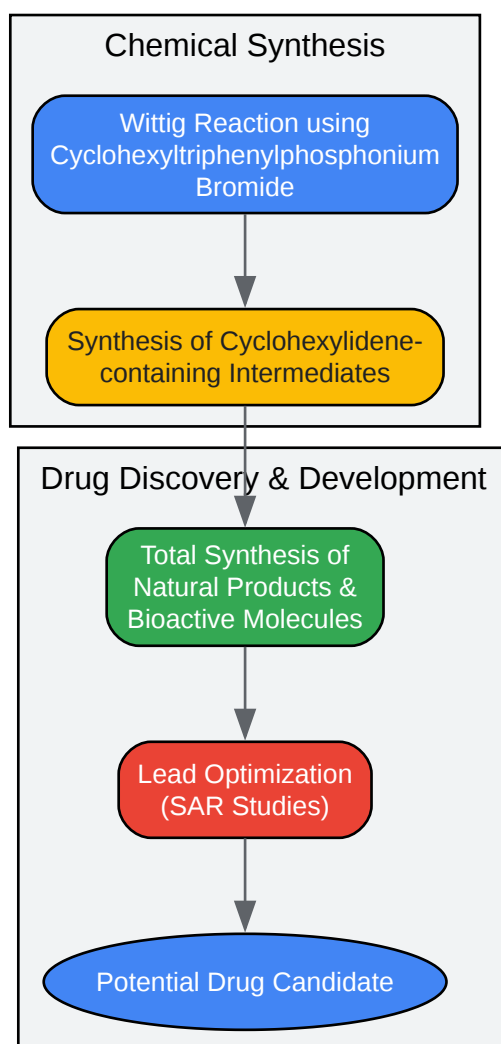 Chemical Synthesis
Wittig Reaction using
Cyclohexyltriphenylphosphonium
Bromide
Synthesis of Cyclohexylidene-
containing Intermediates
Drug Discovery & Development
Total Synthesis of
Natural Products &
Bioactive Molecules
Lead Optimization
(SAR Studies)
Potential Drug Candidate